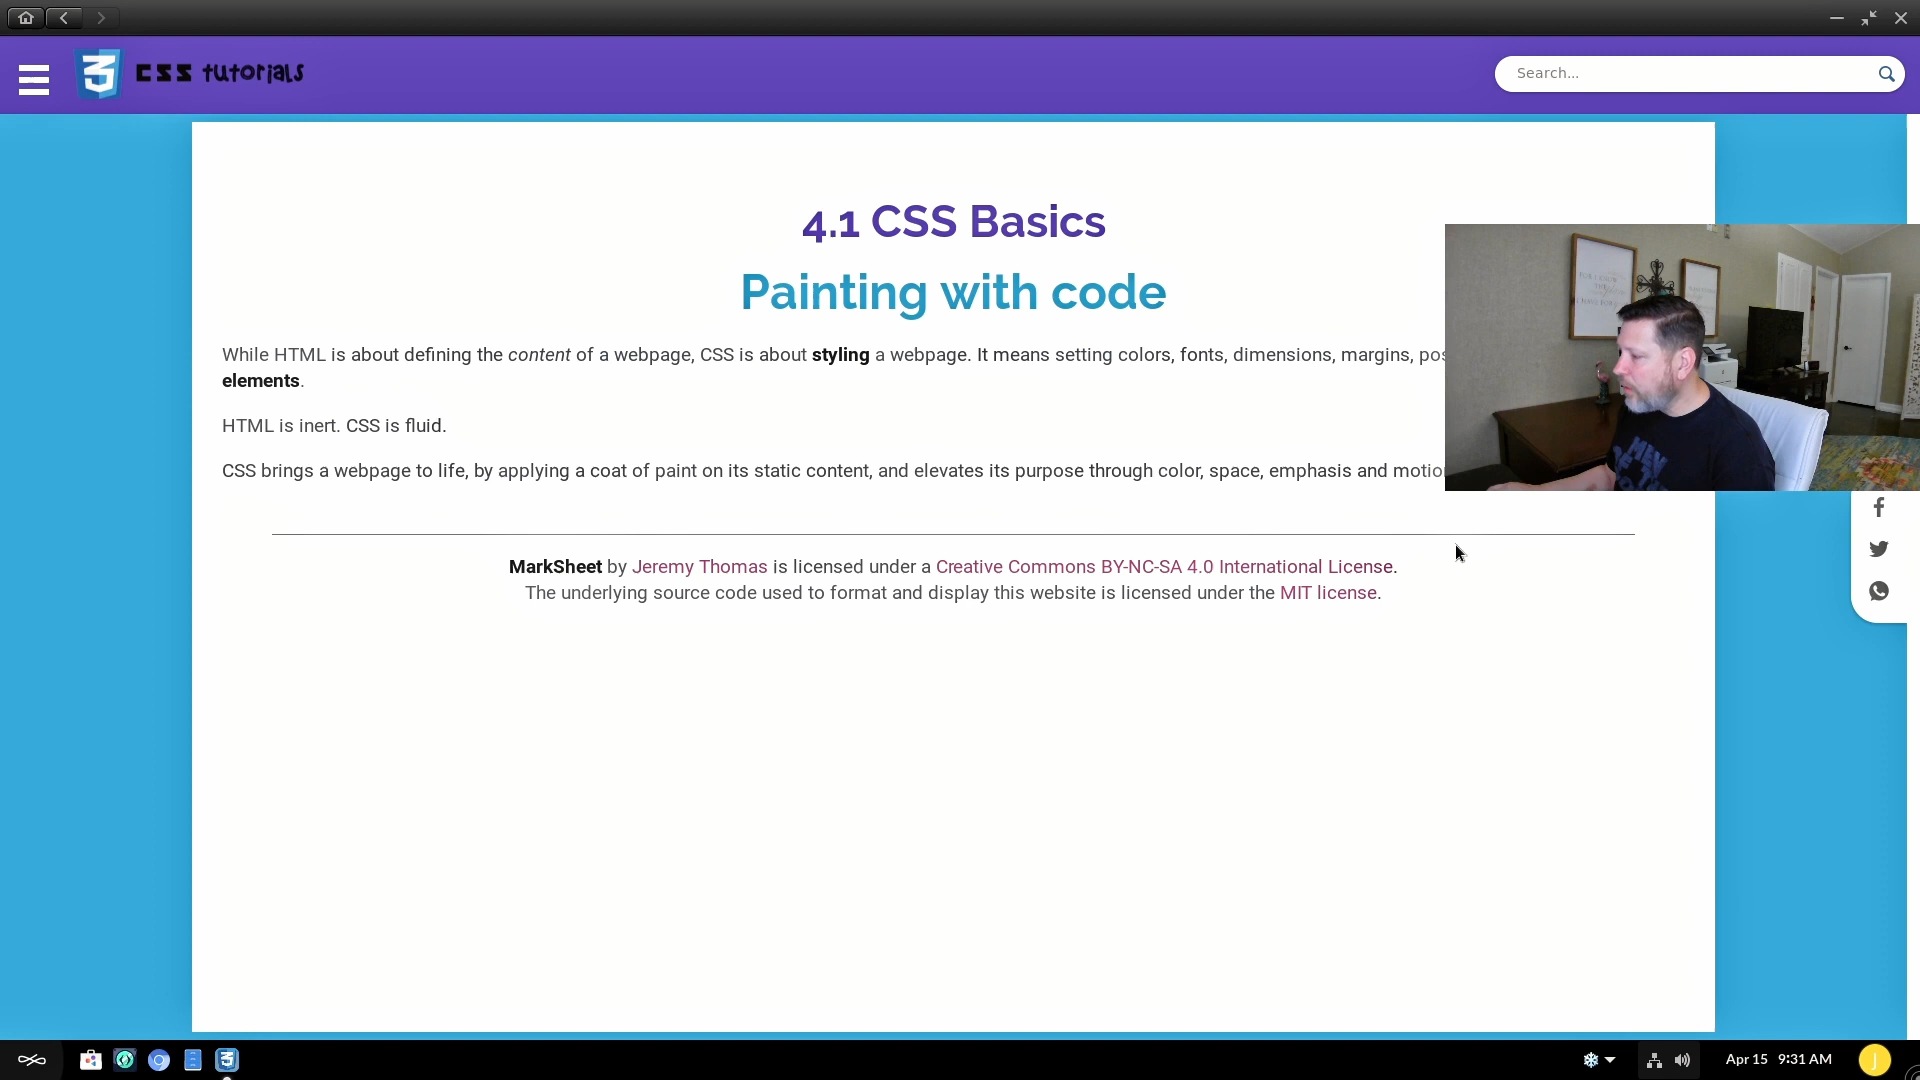 CSS tutorials
Search...
4.1 CSS Basics
Painting with code
While HTML is about defining the content of a webpage, CSS is about styling a webpage. It means setting colors, fonts, dimensions, margins,
elements.
HTML is inert. CSS is fluid.
CSS brings a webpage to life, by applying a coat of paint on its static content, and elevates its purpose through color, space, emphasis and
MarkSheet by Jeremy Thomas is licensed under a Creative Commons BY-NC-SA 4.0 International License.
The underlying source code used to format and display this website is licensed under the MIT license.
Apr 15 9:31 AM
J